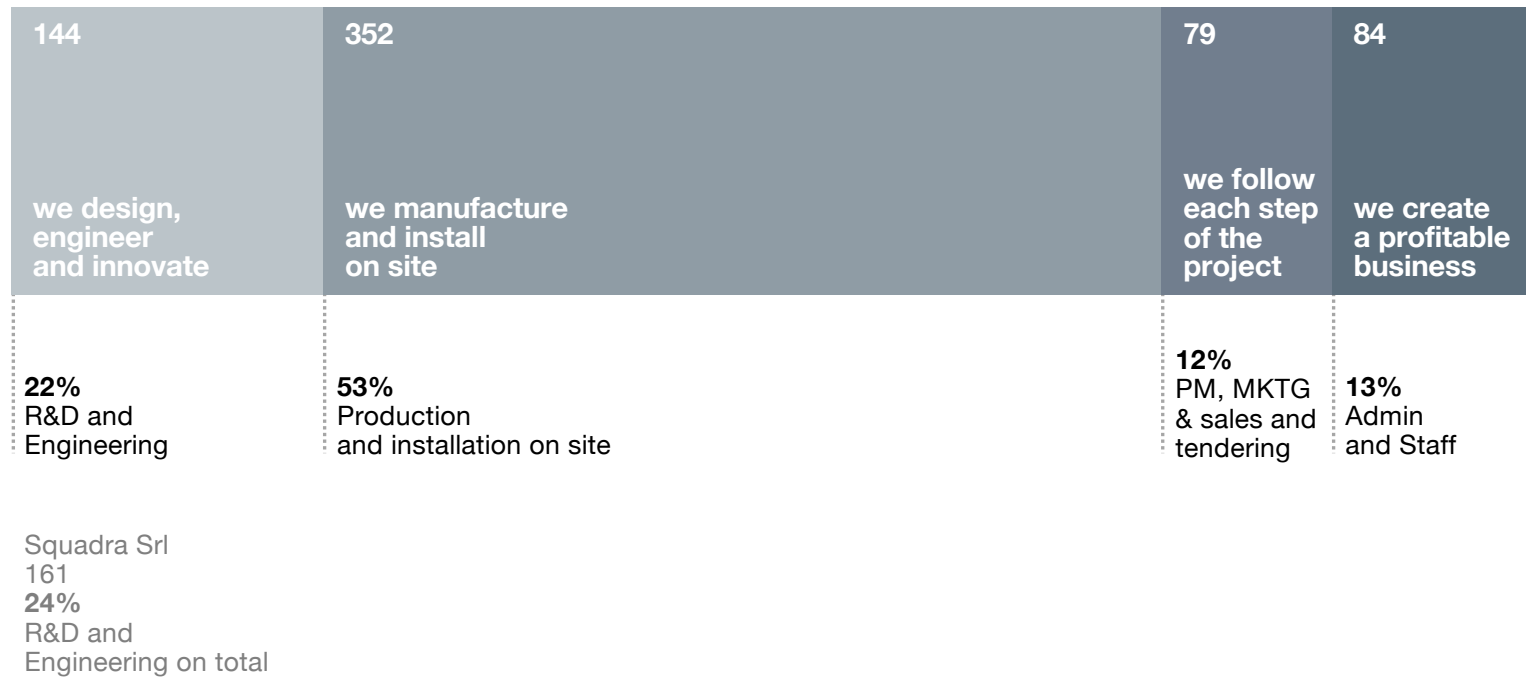 144
we design,
engineer
and innovate
352
we manufacture
and install
on site
79
we follow
each step
of the
project
84
we create
a profitable
business
22%
R&D and
Engineering
53%
Production
and installation on site
12%
PM, MKTG
& sales and
tendering
13%
Admin
and Staff
Squadra Srl
161
24%
R&D and
Engineering on total